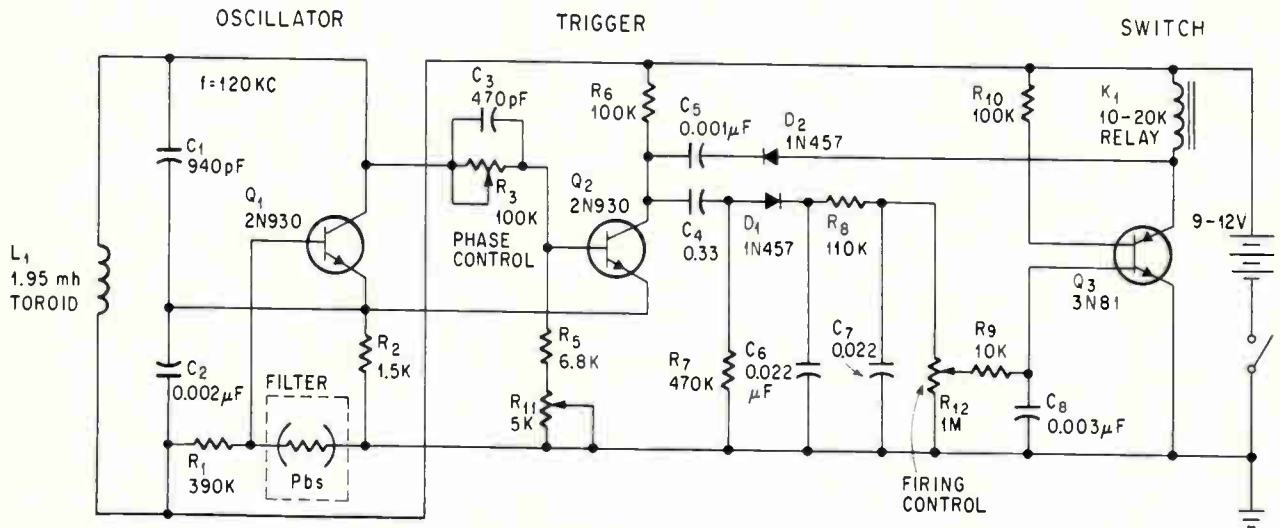 OSCILLATOR
TRIGGER
SWITCH
f=120KC
C1
940pF
Q1
2N930
L1
1.95 mh
TOROID
C2
0.002μF
R2
1.5K
FILTER
Pbs
R1
390K
C3
470pF
R3
100K
PHASE
CONTROL
Q2
2N930
R5
6.8K
R11
5K
R6
100K
C5
0.001μF
D2
1N457
C4
0.33
D1
1N457
R8
110K
R7
470K
C6
0.022
μF
C7
0.022
R12
1M
FIRING
CONTROL
R9
10K
C8
0.003μF
R10
100K
K1
10-20K
RELAY
Q3
3N81
9-12V